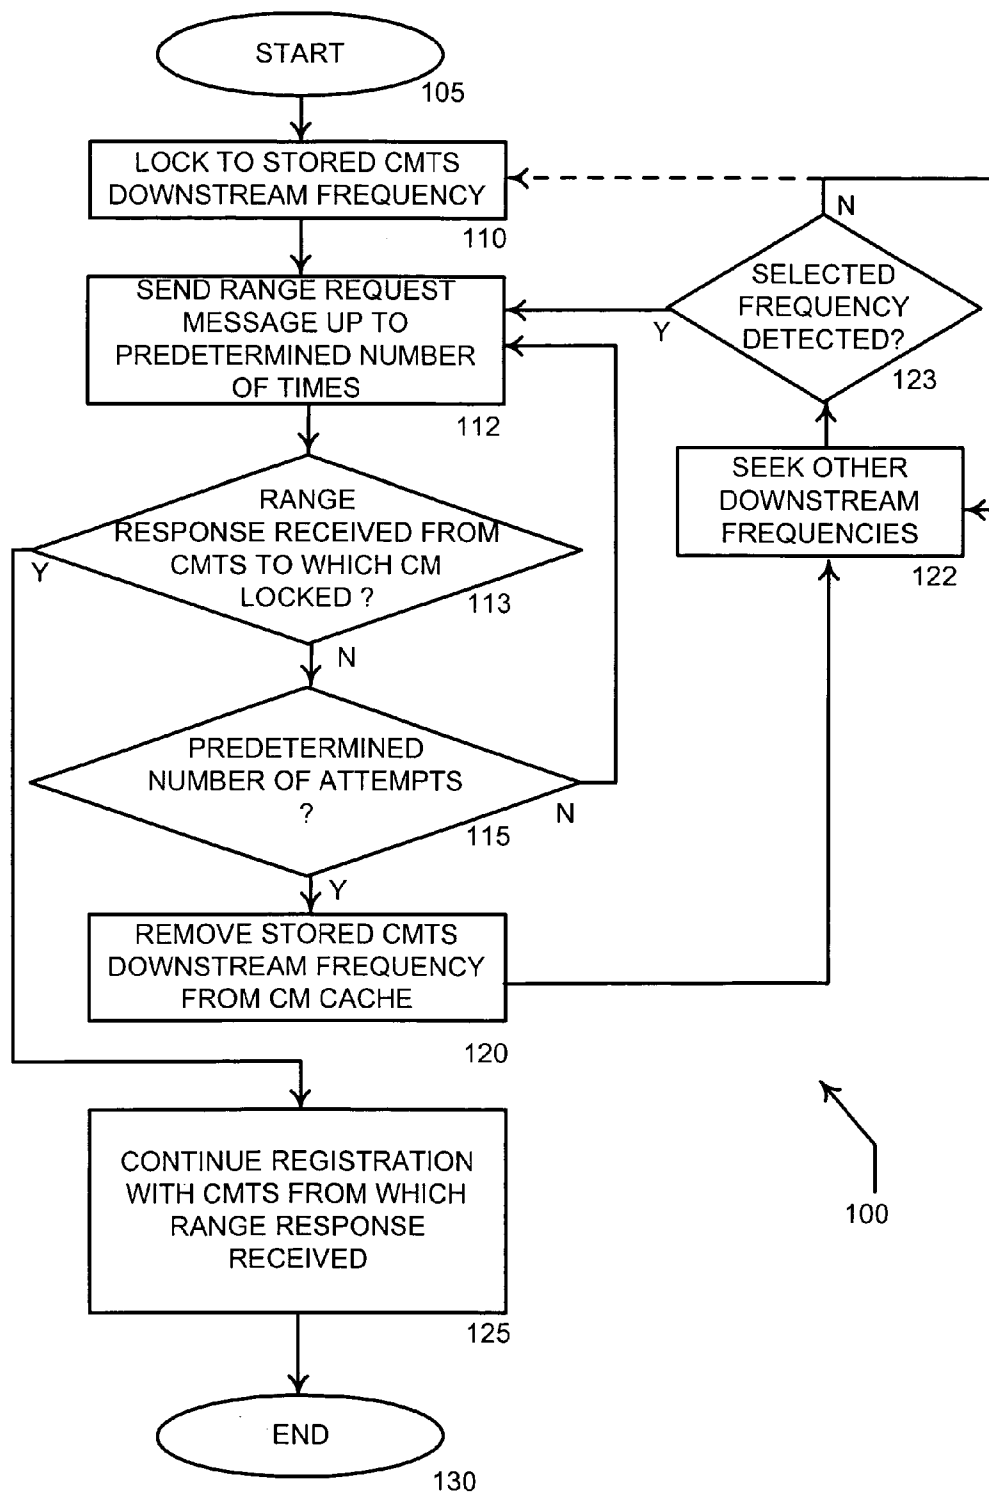 START
105
LOCK TO STORED CMTS
DOWNSTREAM FREQUENCY
110
SEND RANGE REQUEST
MESSAGE UP TO
PREDETERMINED NUMBER
OF TIMES
112
RANGE
RESPONSE RECEIVED FROM
CMTS TO WHICH CM
LOCKED ?
113
Y
N
PREDETERMINED
NUMBER OF ATTEMPTS
?
115
N
Y
REMOVE STORED CMTS
DOWNSTREAM FREQUENCY
FROM CM CACHE
120
SEEK OTHER
DOWNSTREAM
FREQUENCIES
122
SELECTED
FREQUENCY
DETECTED?
123
N
Y
CONTINUE REGISTRATION
WITH CMTS FROM WHICH
RANGE RESPONSE
RECEIVED
125
END
130
100